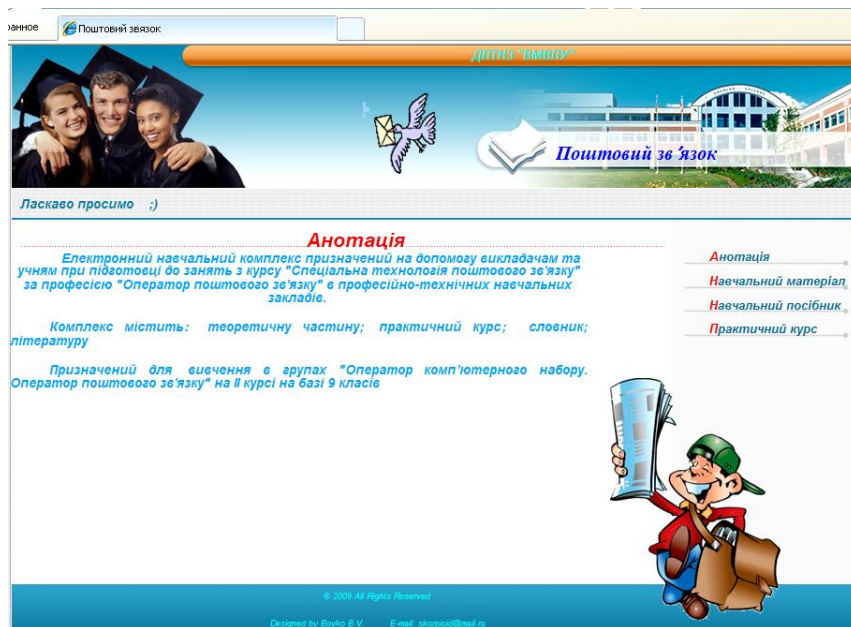 ранное
Поштовий звязок
ДПТНЗ "ВМВПУ"
Поштовий зв´язок
Ласкаво просимо ;)
Анотація
Електронний навчальний комплекс призначений на допомогу викладачам та
учням при підготовці до занять з курсу "Спеціальна технологія поштового зв'язку"
за професією "Оператор поштового зв'язку" в професійно-технічних навчальних
закладів.
Комплекс містить: теоретичну частину; практичний курс; словник;
літературу
Призначений для вивчення в групах "Оператор комп'ютерного набору.
Оператор поштового зв'язку" на ІІ курсі на базі 9 класів
Анотація
Навчальний матеріал
Навчальний посібник
Практичний курс
© 2009 All Rights Reserved
Designed by Boyko B.V. E-mail: skorpioid@mail.ru